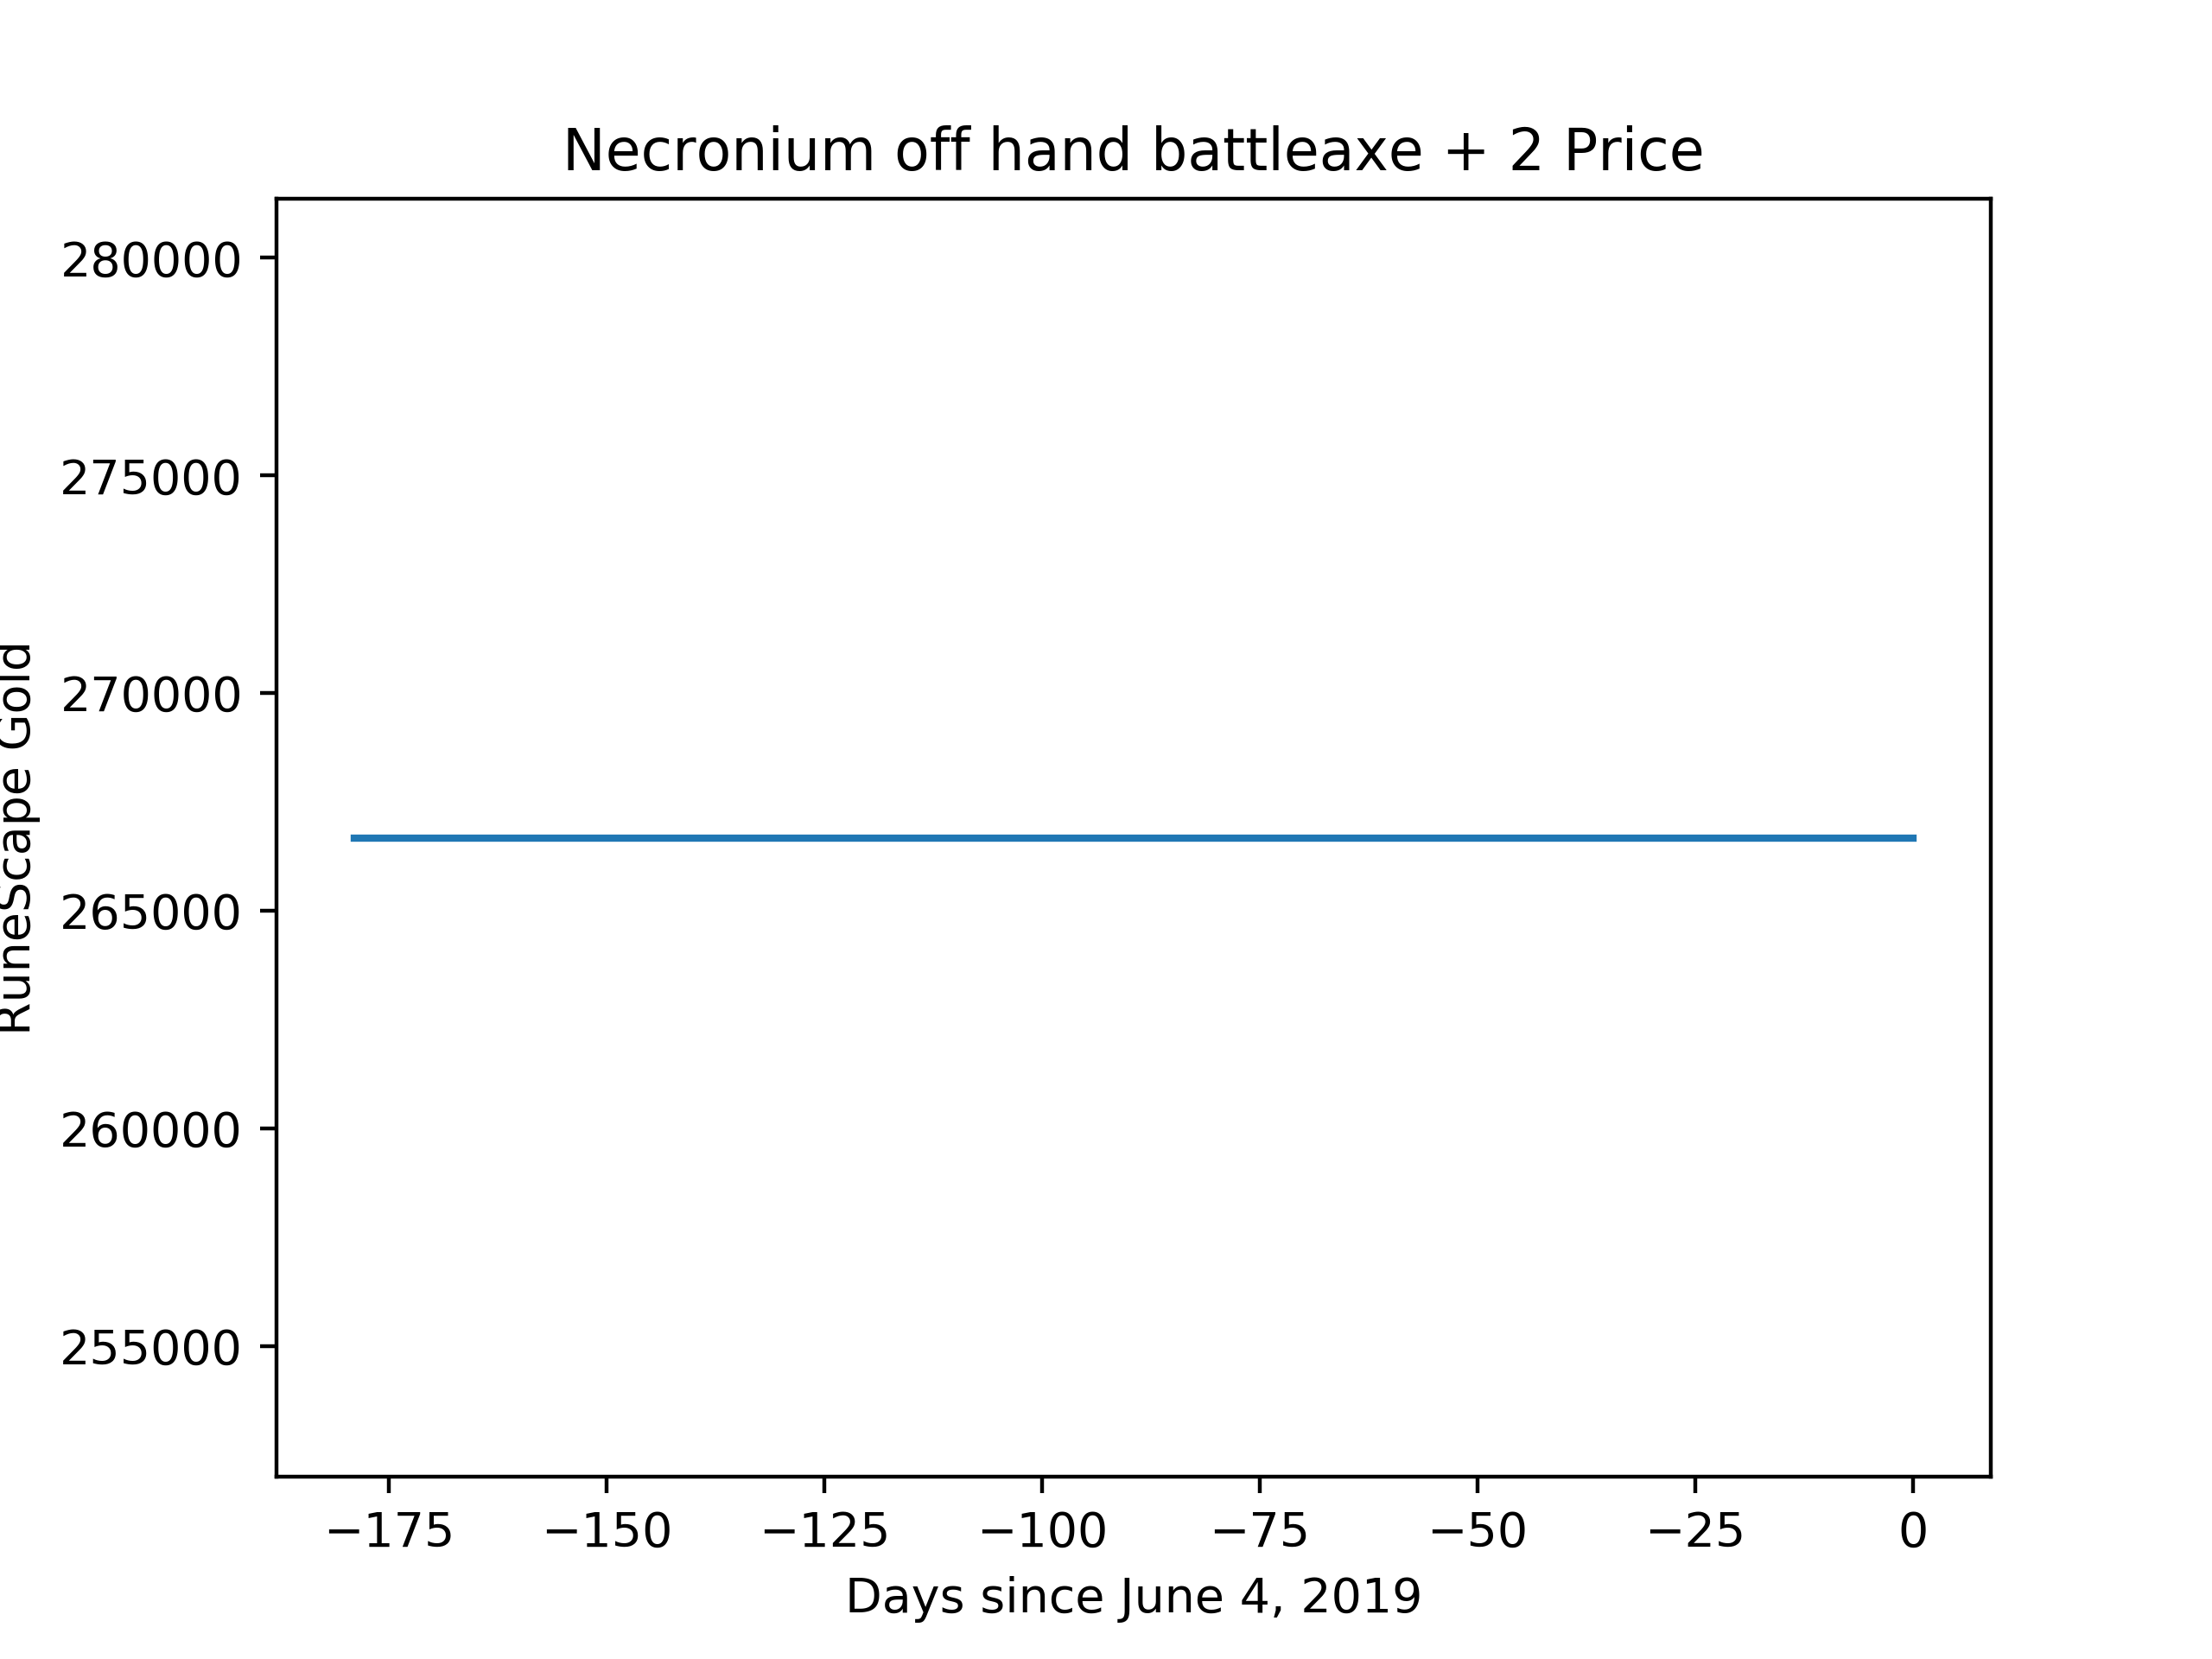 Necronium off hand battleaxe + 2 Price
280000
275000
270000
265000
260000
255000
RuneScape Gold
−175 −150 −125 −100 −75 −50 −25 0
Days since June 4, 2019